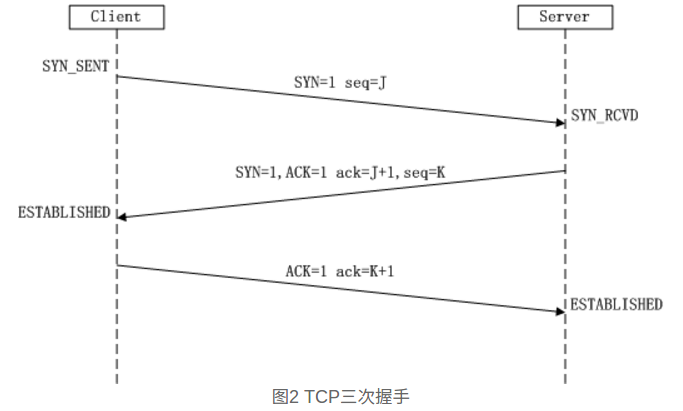 Client
Server
SYN_SENT
SYN=1 seq=J
SYN_RCVD
SYN=1,ACK=1 ack=J+1,seq=K
ESTABLISHED
ACK=1 ack=K+1
ESTABLISHED
图2 TCP三次握手